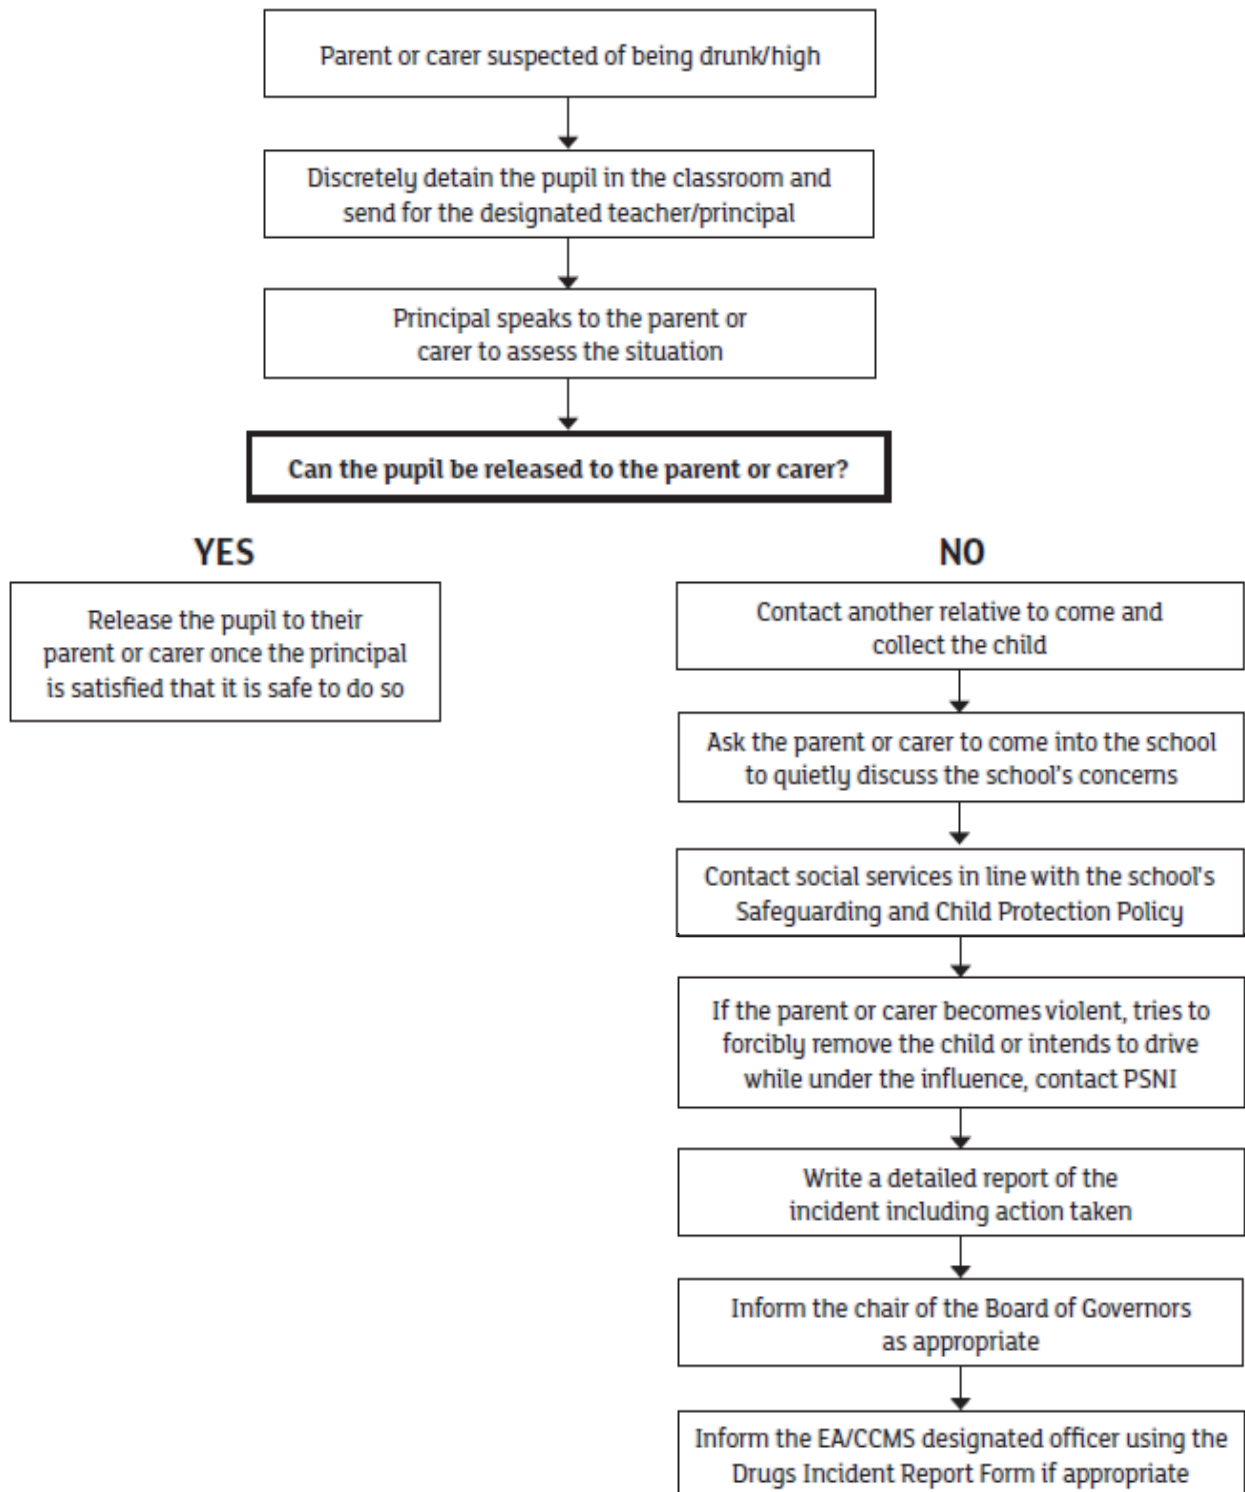 Parent or carer suspected of being drunk/high
Discretely detain the pupil in the classroom and
send for the designated teacher/principal
Principal speaks to the parent or
carer to assess the situation
Can the pupil be released to the parent or carer?
YES
Release the pupil to their
parent or carer once the principal
is satisfied that it is safe to do so
NO
Contact another relative to come and
collect the child
Ask the parent or carer to come into the school
to quietly discuss the school's concerns
Contact social services in line with the school's
Safeguarding and Child Protection Policy
If the parent or carer becomes violent, tries to
forcibly remove the child or intends to drive
while under the influence, contact PSNI
Write a detailed report of the
incident including action taken
Inform the chair of the Board of Governors
as appropriate
Inform the EA/CCMS designated officer using the
Drugs Incident Report Form if appropriate